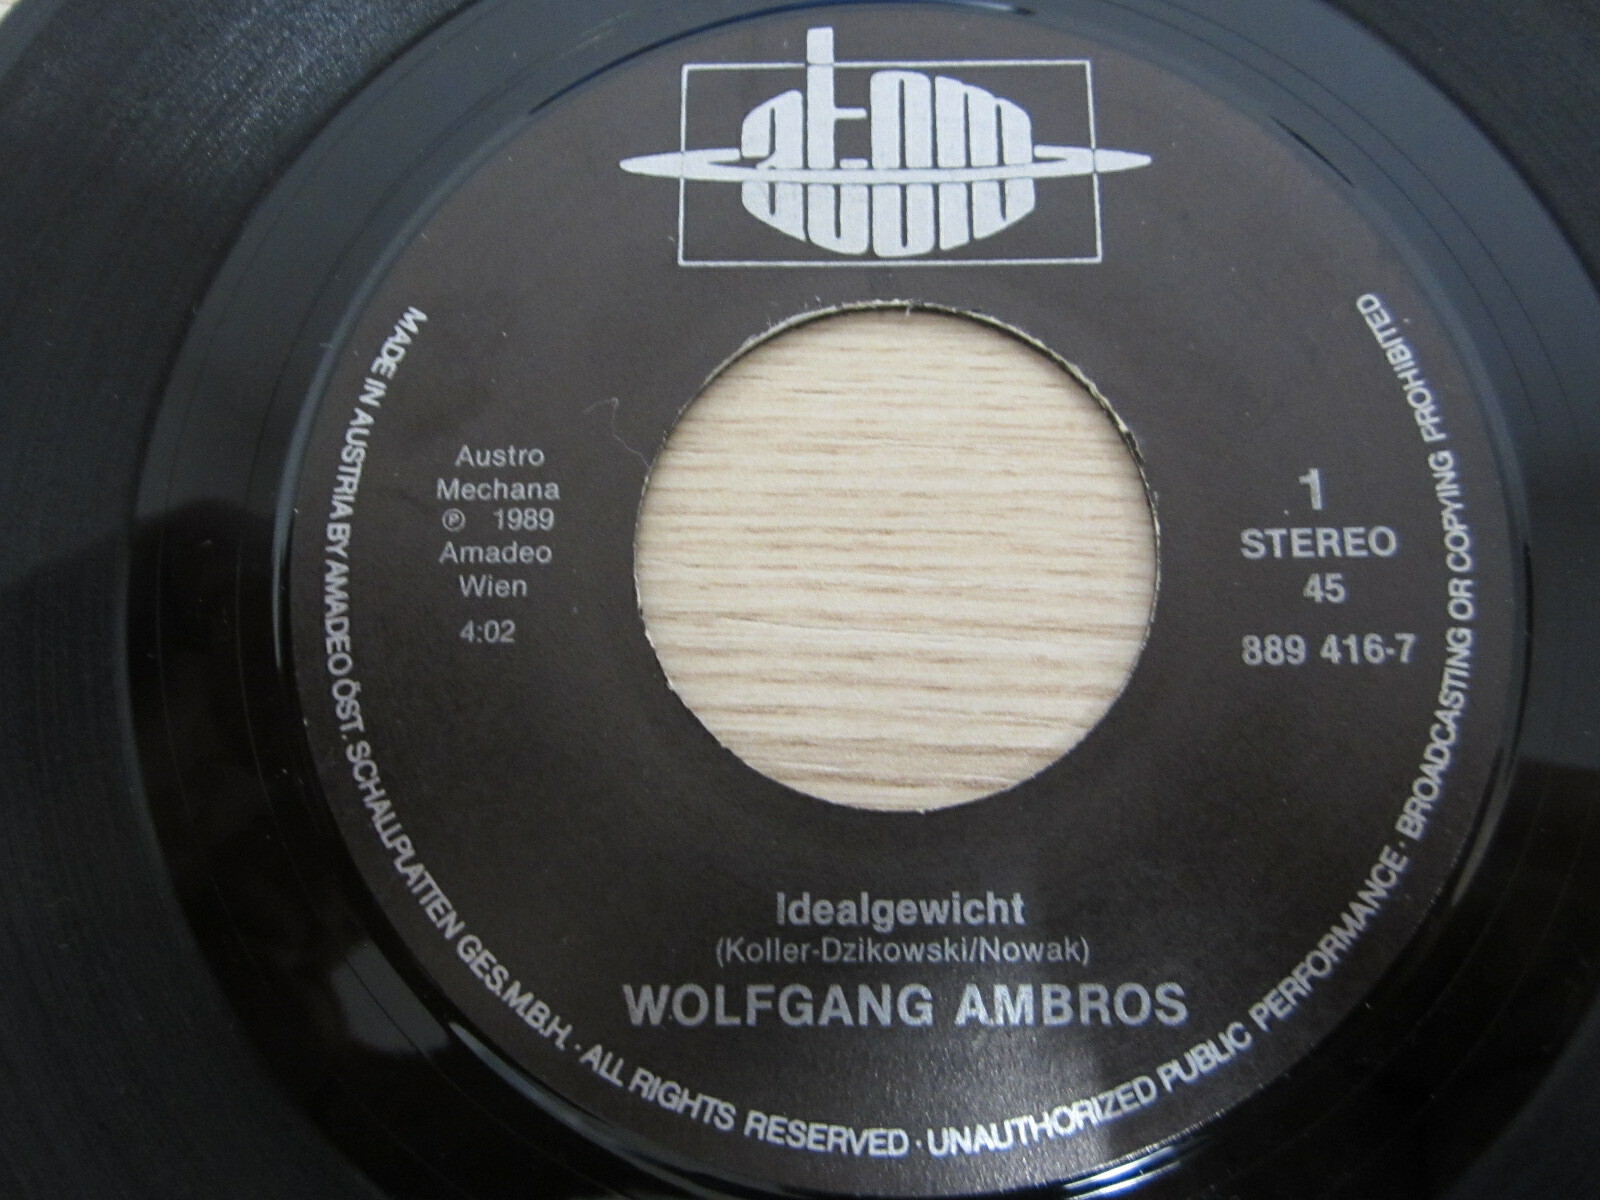 atom
audio
MADE IN AUSTRIA BY AMADEO ÖST. SCHALLPLATTEN GES.M.B.H. · ALL RIGHTS RESERVED · UNAUTHORIZED PUBLIC PERFORMANCE · BROADCASTING OR COPYING PROHIBITED
Austro
Mechana
℗ 1989
Amadeo
Wien
4:02
1
STEREO
45
889 416-7
Idealgewicht
(Koller-Dzikowski/Nowak)
WOLFGANG AMBROS